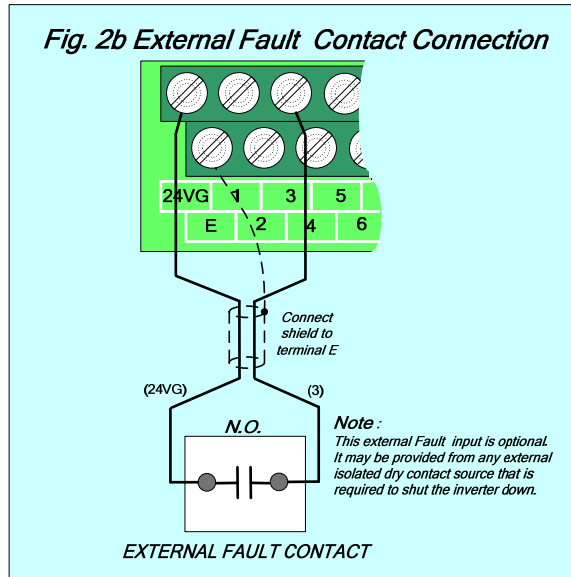 Fig. 2b External Fault Contact Connection
24VG 1 3 5
E 2 4 6
Connect
shield to
terminal E
(24VG) (3)
N.O.
Note :
This external Fault input is optional.
It may be provided from any external
isolated dry contact source that is
required to shut the inverter down.
EXTERNAL FAULT CONTACT